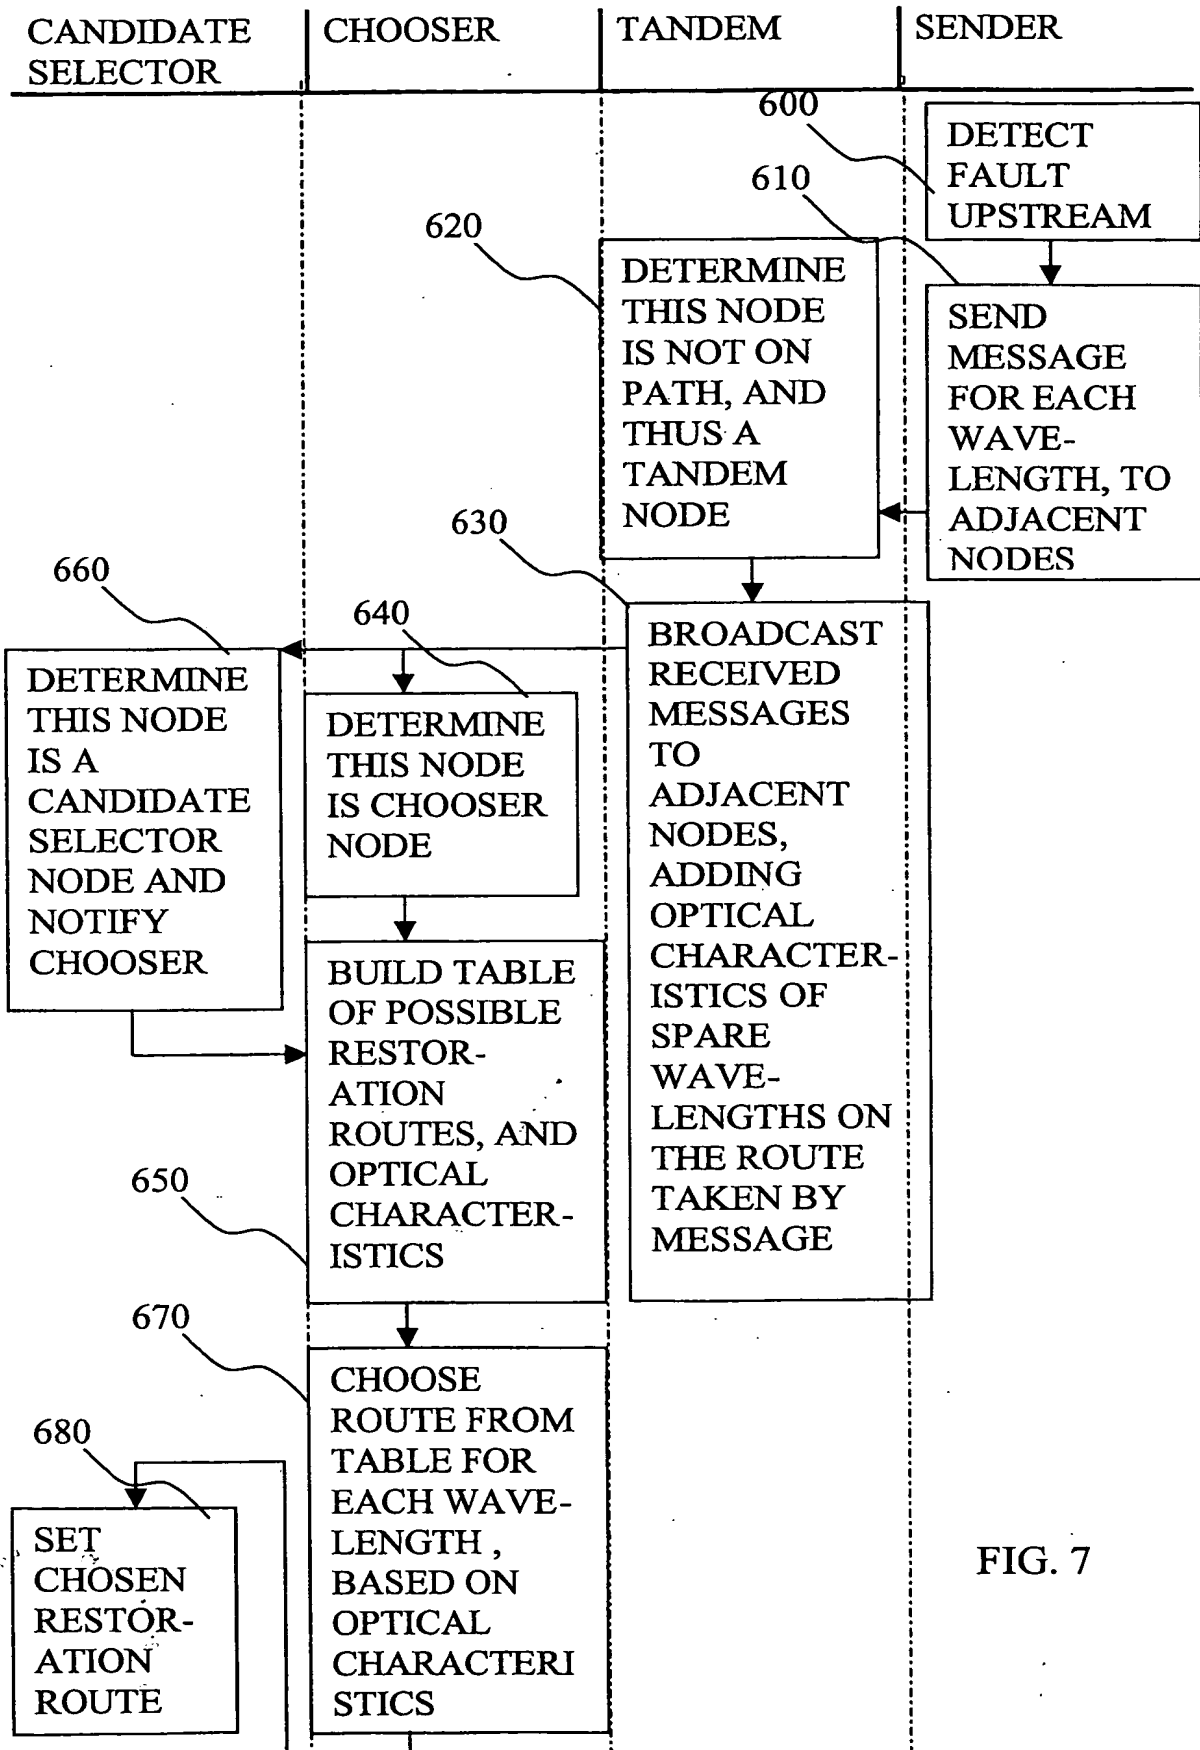 CANDIDATE
SELECTOR
CHOOSER
TANDEM
SENDER
600
DETECT
FAULT
UPSTREAM
610
SEND
MESSAGE
FOR EACH
WAVE-
LENGTH, TO
ADJACENT
NODES
620
DETERMINE
THIS NODE
IS NOT ON
PATH, AND
THUS A
TANDEM
NODE
630
BROADCAST
RECEIVED
MESSAGES
TO
ADJACENT
NODES,
ADDING
OPTICAL
CHARACTER-
ISTICS OF
SPARE
WAVE-
LENGTHS ON
THE ROUTE
TAKEN BY
MESSAGE
660
DETERMINE
THIS NODE
IS A
CANDIDATE
SELECTOR
NODE AND
NOTIFY
CHOOSER
640
DETERMINE
THIS NODE
IS CHOOSER
NODE
650
BUILD TABLE
OF POSSIBLE
RESTOR-
ATION
ROUTES, AND
OPTICAL
CHARACTER-
ISTICS
670
CHOOSE
ROUTE FROM
TABLE FOR
EACH WAVE-
LENGTH ,
BASED ON
OPTICAL
CHARACTERI
STICS
680
SET
CHOSEN
RESTOR-
ATION
ROUTE
FIG. 7